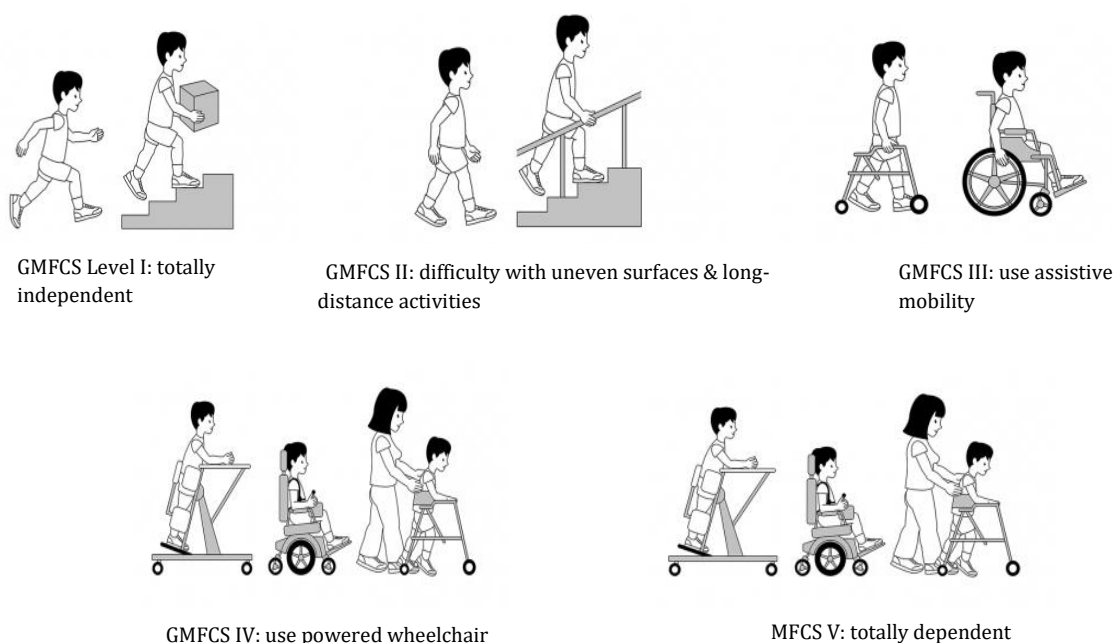 GMFCS Level I: totally
independent
GMFCS II: difficulty with uneven surfaces & long-
distance activities
GMFCS III: use assistive
mobility
GMFCS IV: use powered wheelchair
MFCS V: totally dependent